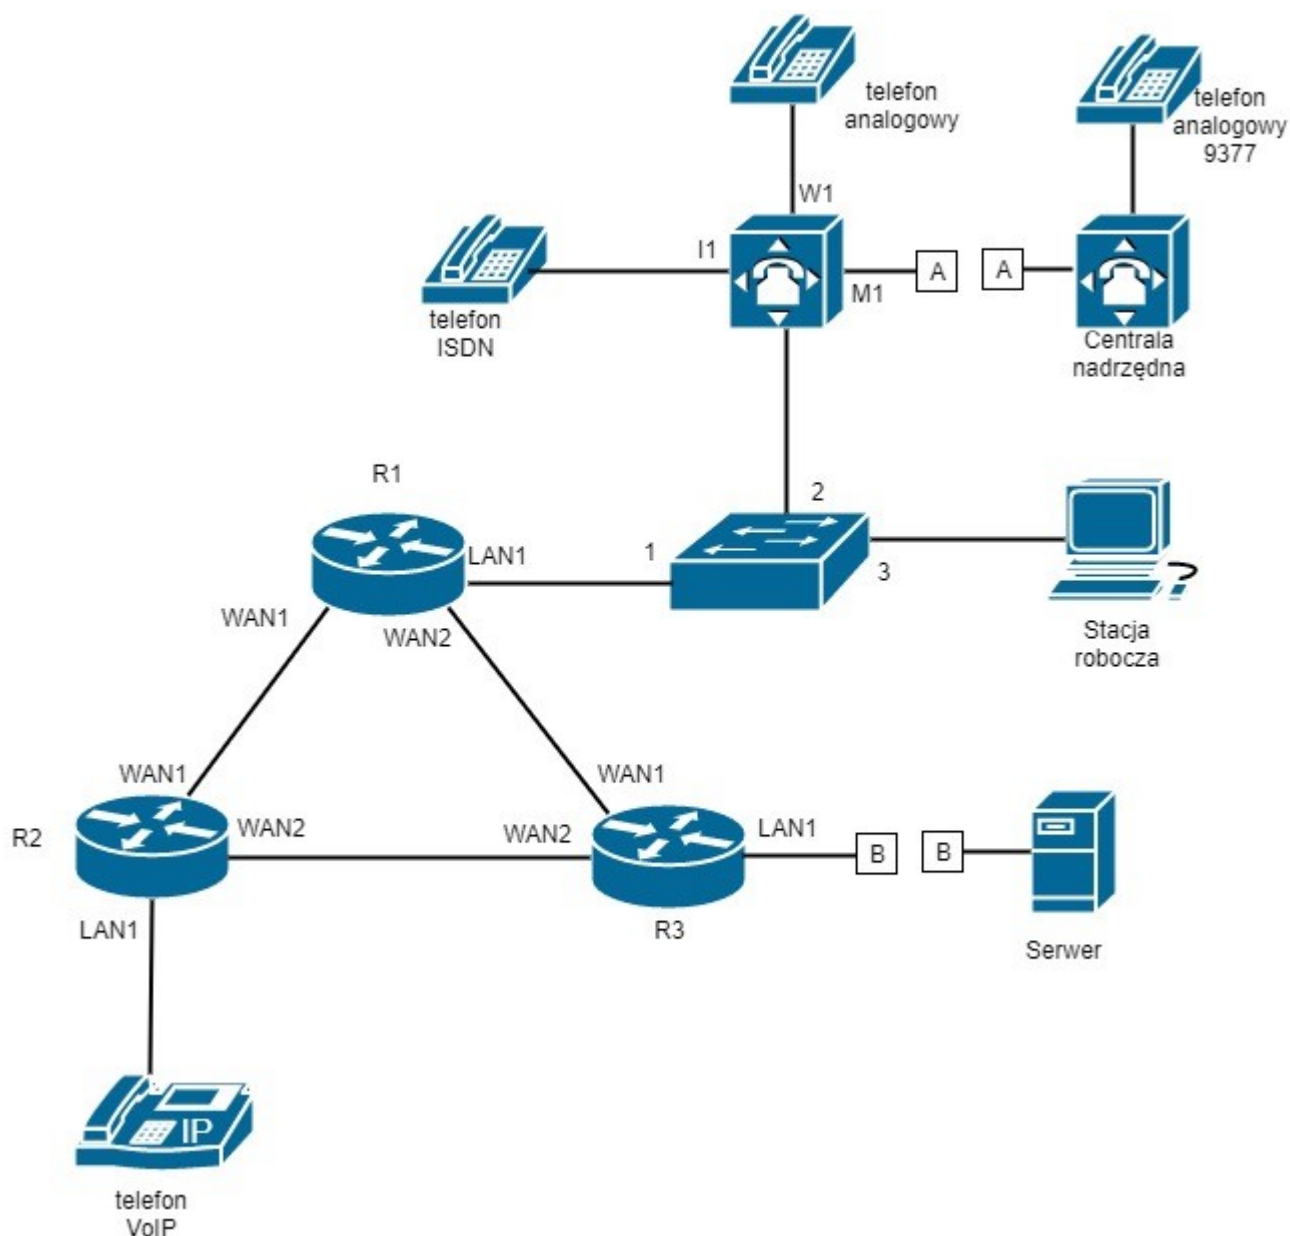 telefon
analogowy
telefon
analogowy
9377
W1
I1
M1
A
A
telefon
ISDN
Centrala
nadrzędna
R1
2
LAN1
1
3
WAN1
WAN2
Stacja
robocza
WAN1
WAN1
R2
WAN2
WAN2
LAN1
B
B
LAN1
R3
Serwer
IP
telefon
VoIP